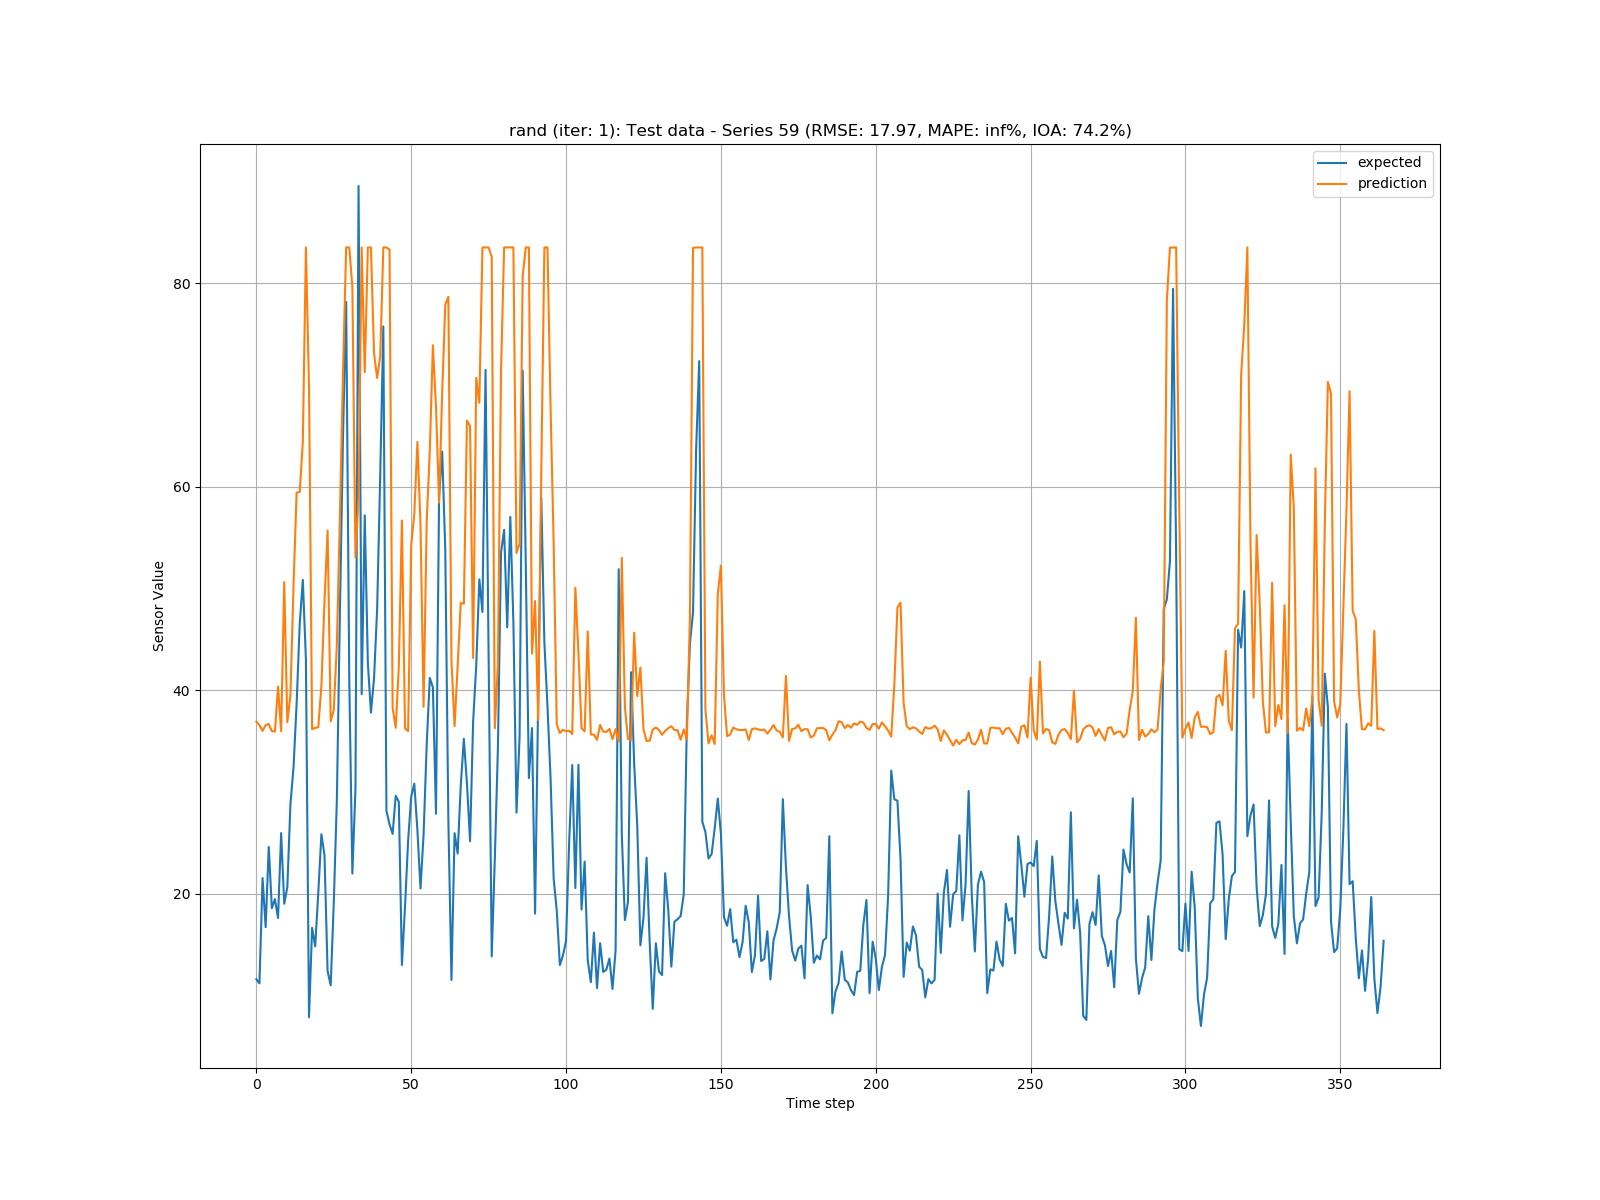 rand (iter: 1): Test data - Series 59 (RMSE: 17.97, MAPE: inf%, IOA: 74.2%)
expected
prediction
80
60
40
20
Sensor Value
0 50 100 150 200 250 300 350
Time step